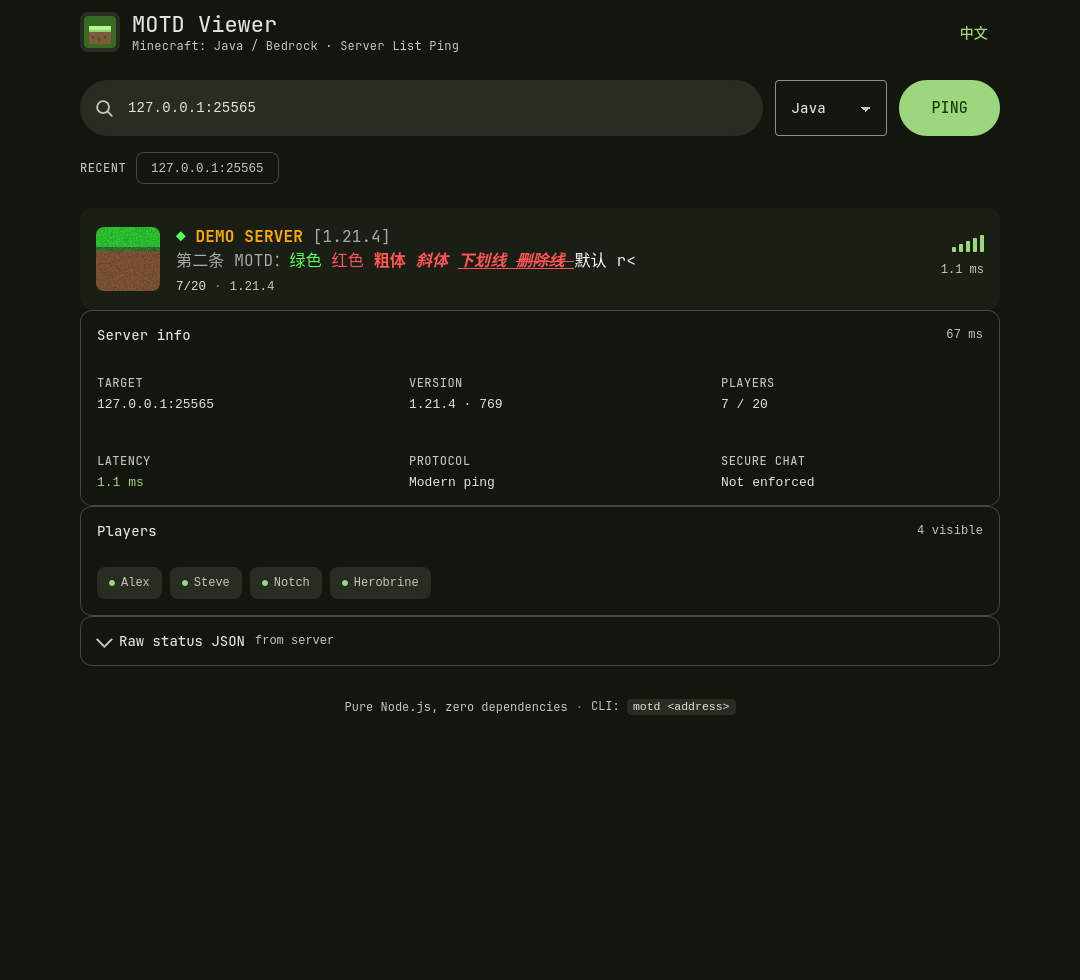 MOTD Viewer
Minecraft: Java / Bedrock · Server List Ping
中文
127.0.0.1:25565
Java
PING
RECENT
127.0.0.1:25565
◆ DEMO SERVER [1.21.4]
第二条 MOTD: 绿色 红色 粗体 斜体 下划线 删除线 默认 r<
7/20 · 1.21.4
1.1 ms
Server info
67 ms
TARGET
127.0.0.1:25565
VERSION
1.21.4 · 769
PLAYERS
7 / 20
LATENCY
1.1 ms
PROTOCOL
Modern ping
SECURE CHAT
Not enforced
Players
4 visible
Alex
Steve
Notch
Herobrine
Raw status JSON from server
Pure Node.js, zero dependencies · CLI: motd <address>